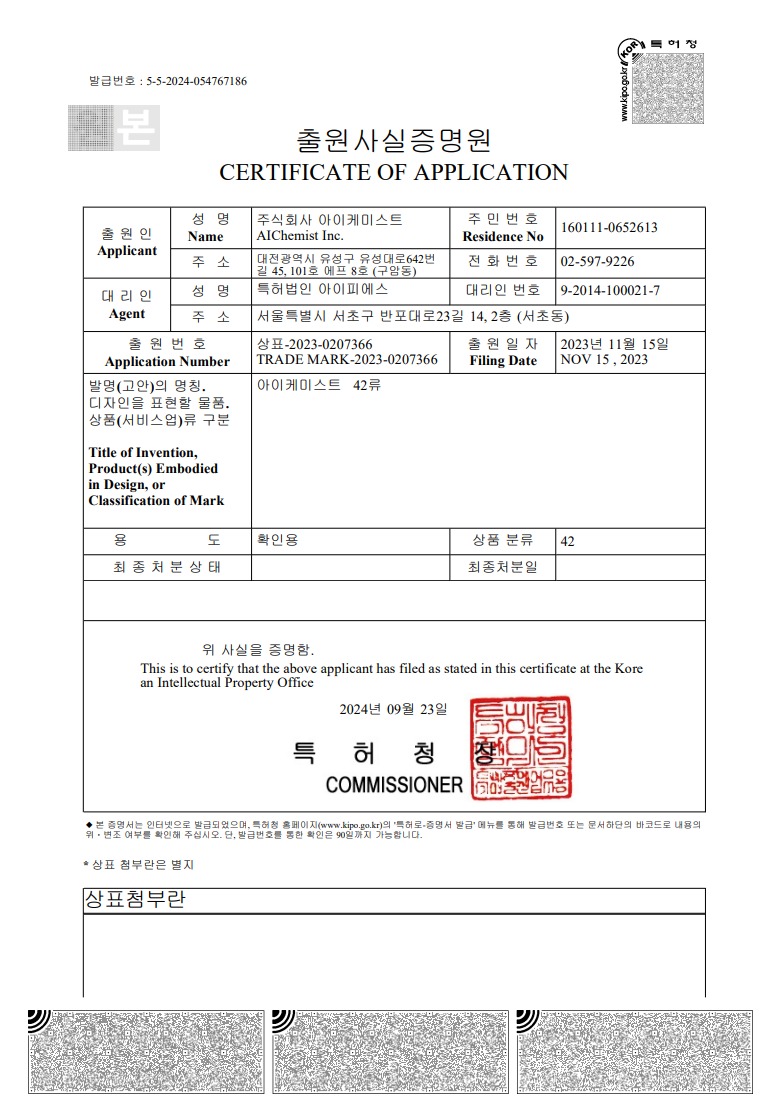 KOR 특허청
www.kipo.go.kr
발급번호 : 5-5-2024-054767186
원본
출원사실증명원
CERTIFICATE OF APPLICATION
출 원 인
Applicant
성 명
Name
주식회사 아이케미스트
AIChemist Inc.
주 민 번 호
Residence No
160111-0652613
주 소
대전광역시 유성구 유성대로642번
길 45, 101호 에프 8호 (구암동)
전 화 번 호
02-597-9226
대 리 인
Agent
성 명
특허법인 아이피에스
대리인 번호
9-2014-100021-7
주 소
서울특별시 서초구 반포대로23길 14, 2층 (서초동)
출 원 번 호
Application Number
상표-2023-0207366
TRADE MARK-2023-0207366
출 원 일 자
Filing Date
2023년 11월 15일
NOV 15 , 2023
발명(고안)의 명칭.
디자인을 표현할 물품.
상품(서비스업)류 구분
Title of Invention,
Product(s) Embodied
in Design, or
Classification of Mark
아이케미스트 42류
용 도
확인용
상품 분류
42
최 종 처 분 상 태
최종처분일
위 사실을 증명함.
This is to certify that the above applicant has filed as stated in this certificate at the Kore
an Intellectual Property Office
2024년 09월 23일
특 허 청 장
COMMISSIONER
◆ 본 증명서는 인터넷으로 발급되었으며, 특허청 홈페이지(www.kipo.go.kr)의 '특허로-증명서 발급' 메뉴를 통해 발급번호 또는 문서하단의 바코드로 내용의
위・변조 여부를 확인해 주십시오. 단, 발급번호를 통한 확인은 90일까지 가능합니다.
* 상표 첨부란은 별지
상표첨부란